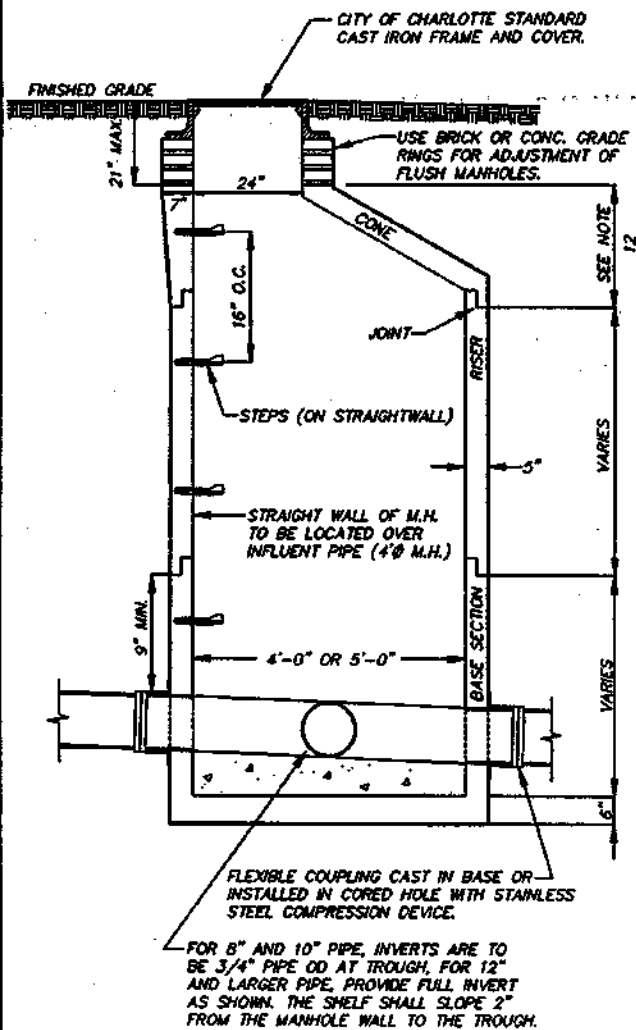 CITY OF CHARLOTTE STANDARD
CAST IRON FRAME AND COVER.
FINISHED GRADE
21" MAX.
USE BRICK OR CONC. GRADE
RINGS FOR ADJUSTMENT OF
FLUSH MANHOLES.
24"
CONE
SEE NOTE
12
16" O.C.
JOINT
RISER
STEPS (ON STRAIGHTWALL)
VARIES
5"
STRAIGHT WALL OF M.H.
TO BE LOCATED OVER
INFLUENT PIPE (4'Ø M.H.)
9" MIN.
4'-0" OR 5'-0"
BASE SECTION
VARIES
6"
FLEXIBLE COUPLING CAST IN BASE OR
INSTALLED IN CORED HOLE WITH STAINLESS
STEEL COMPRESSION DEVICE.
FOR 8" AND 10" PIPE, INVERTS ARE TO
BE 3/4" PIPE OD AT TROUGH, FOR 12"
AND LARGER PIPE, PROVIDE FULL INVERT
AS SHOWN. THE SHELF SHALL SLOPE 2"
FROM THE MANHOLE WALL TO THE TROUGH.